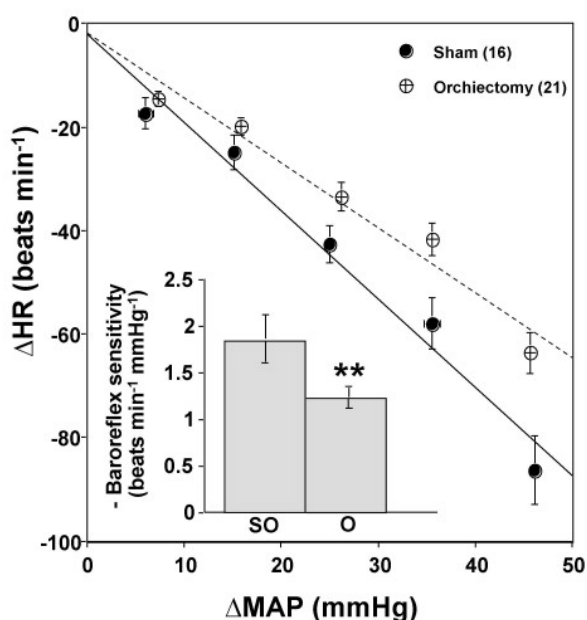 0
-20
-40
-60
-80
-100
0
10
20
30
40
50
ΔHR (beats min⁻¹)
ΔMAP (mmHg)
Sham (16)
Orchiectomy (21)
2.5
2
1.5
1
0.5
0
- Baroreflex sensitivity
(beats min⁻¹ mmHg⁻¹)
**
SO
O